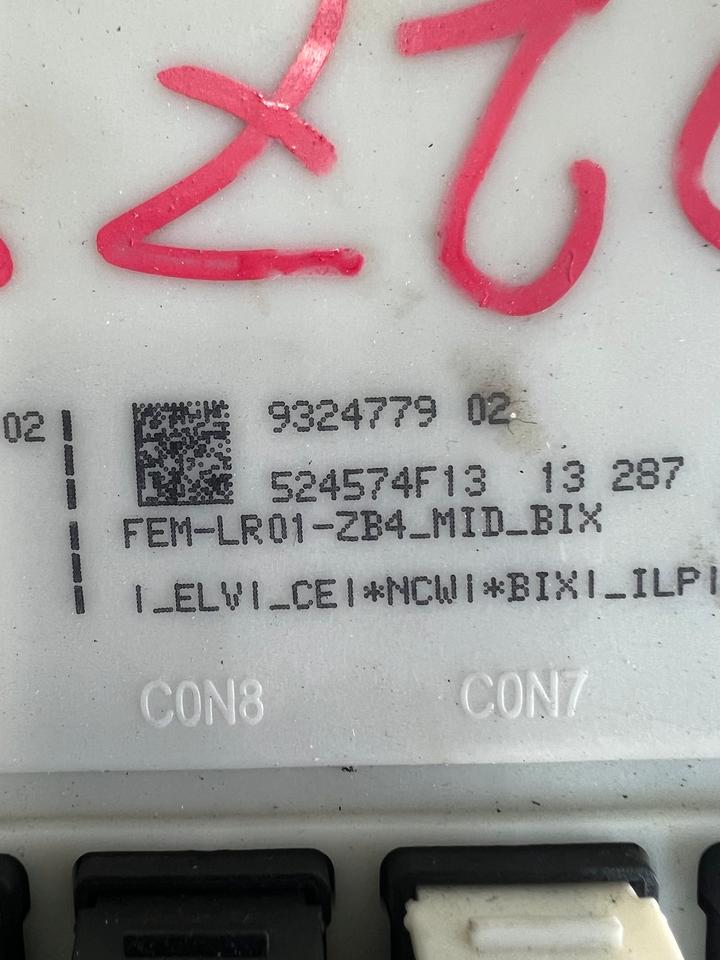 02
9324779 02
524574F13 13 287
FEM-LR01-ZB4_MID_BIX
|_ELV|_CE|*NCW|*BIX|_ILP|
CON8
CON7